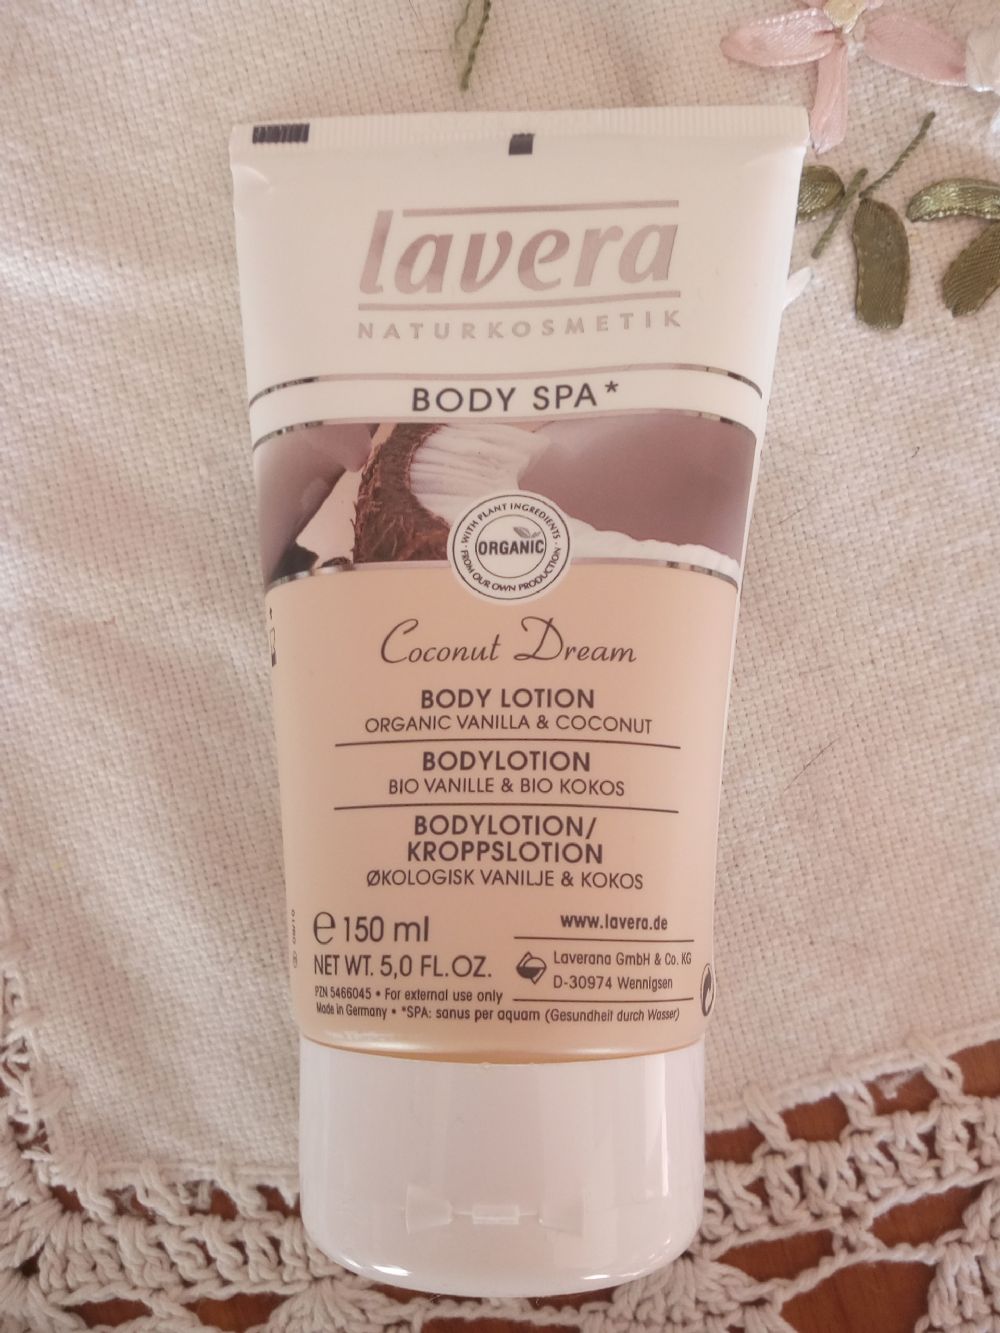 lavera
NATURKOSMETIK
BODY SPA*
WITH PLANT INGREDIENTS
ORGANIC
FROM OUR OWN PRODUCTION
Coconut Dream
BODY LOTION
ORGANIC VANILLA & COCONUT
BODYLOTION
BIO VANILLE & BIO KOKOS
BODYLOTION/
KROPPSLOTION
ØKOLOGISK VANILJE & KOKOS
℮ 150 ml
NET WT. 5,0 FL.OZ.
www.lavera.de
Laverana GmbH & Co. KG
D-30974 Wennigsen
PZN 5466045 • For external use only
Made in Germany • *SPA: sanus per aquam (Gesundheit durch Wasser)